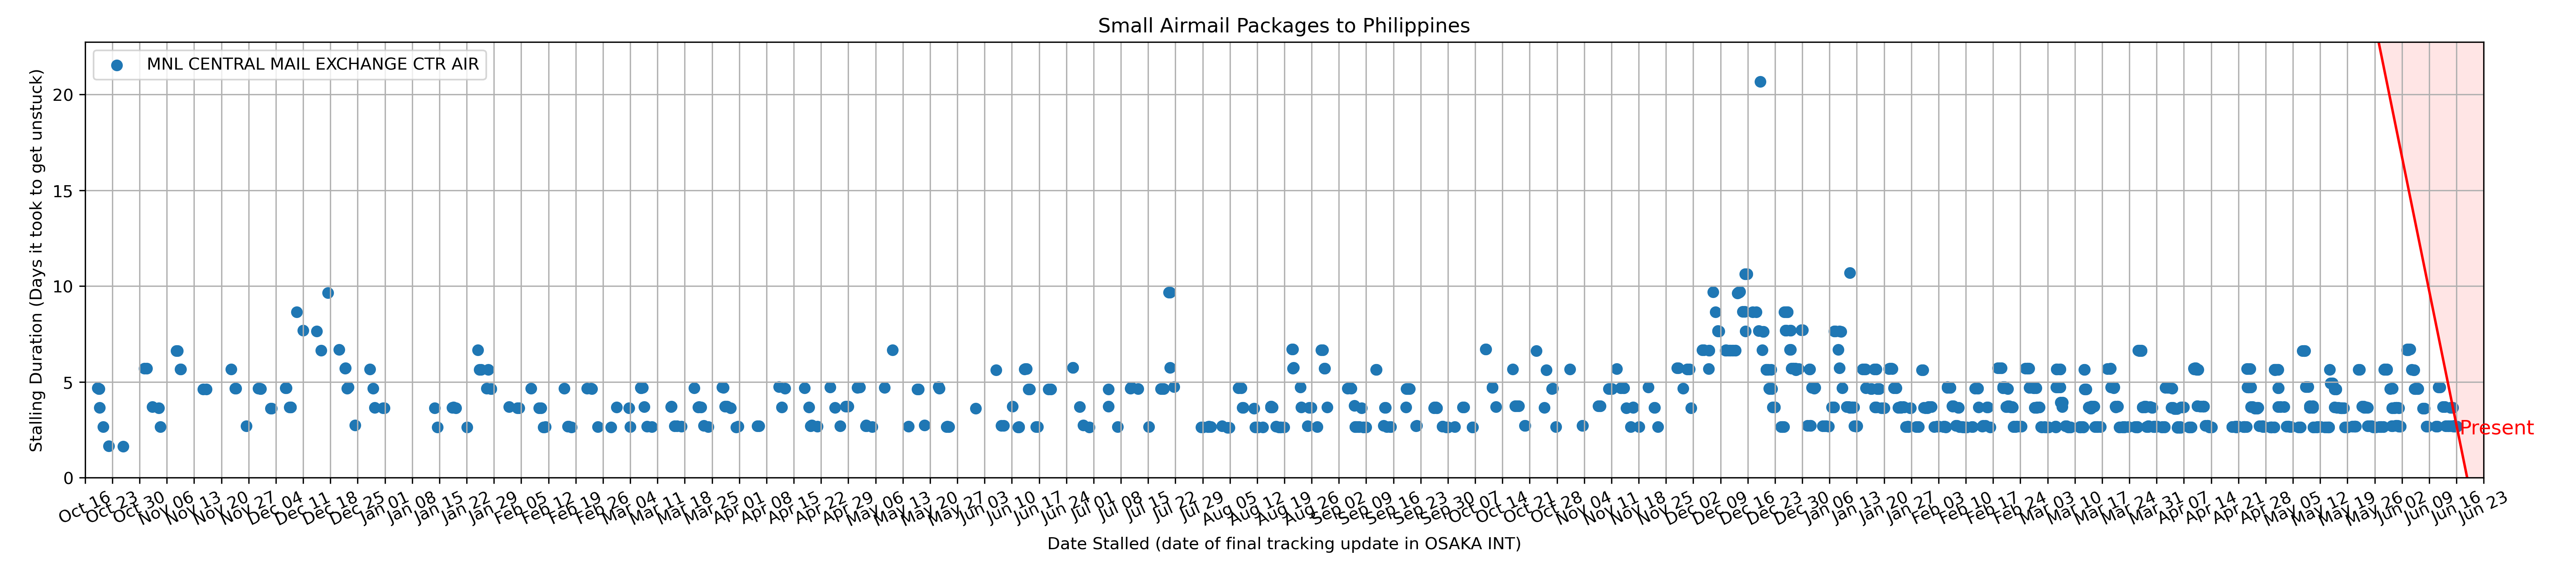 Small Airmail Packages to Philippines
MNL CENTRAL MAIL EXCHANGE CTR AIR
Stalling Duration (Days it took to get unstuck)
20
15
10
5
0
Present
Oct 16
Oct 23
Oct 30
Nov 06
Nov 13
Nov 20
Nov 27
Dec 04
Dec 11
Dec 18
Dec 25
Jan 01
Jan 08
Jan 15
Jan 22
Jan 29
Feb 05
Feb 12
Feb 19
Feb 26
Mar 04
Mar 11
Mar 18
Mar 25
Apr 01
Apr 08
Apr 15
Apr 22
Apr 29
May 06
May 13
May 20
May 27
Jun 03
Jun 10
Jun 17
Jun 24
Jul 01
Jul 08
Jul 15
Jul 22
Jul 29
Aug 05
Aug 12
Aug 19
Aug 26
Sep 02
Sep 09
Sep 16
Sep 23
Sep 30
Oct 07
Oct 14
Oct 21
Oct 28
Nov 04
Nov 11
Nov 18
Nov 25
Dec 02
Dec 09
Dec 16
Dec 23
Dec 30
Jan 06
Jan 13
Jan 20
Jan 27
Feb 03
Feb 10
Feb 17
Feb 24
Mar 03
Mar 10
Mar 17
Mar 24
Mar 31
Apr 07
Apr 14
Apr 21
Apr 28
May 05
May 12
May 19
May 26
Jun 02
Jun 09
Jun 16
Jun 23
Date Stalled (date of final tracking update in OSAKA INT)